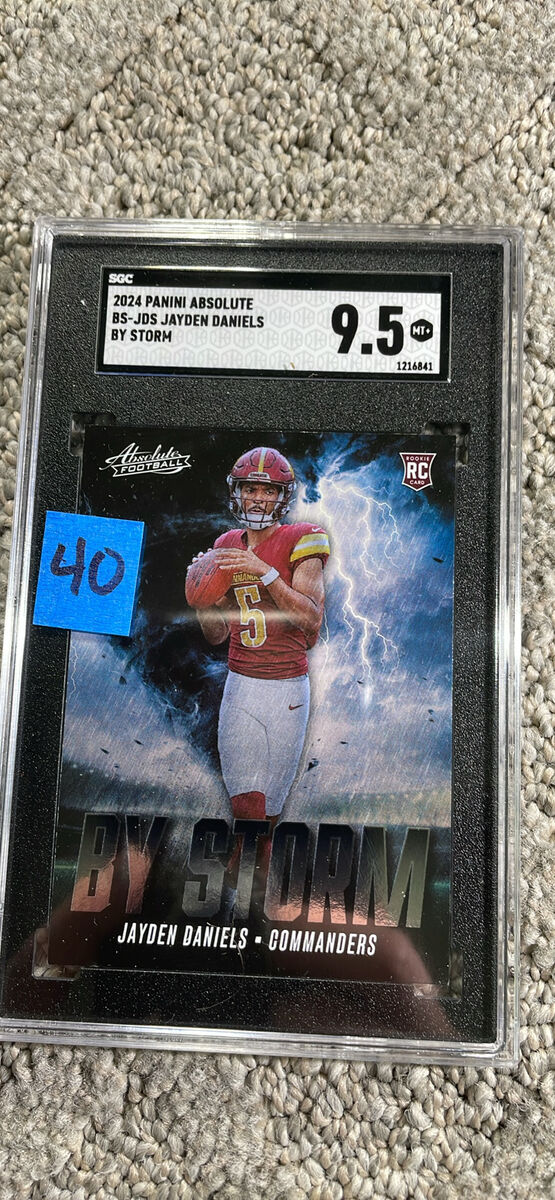 SGC
2024 PANINI ABSOLUTE
BS-JDS JAYDEN DANIELS
BY STORM
9.5
MT+
1216841
Absolute
FOOTBALL
ROOKIE
RC
CARD
40
5
BY STORM
JAYDEN DANIELS • COMMANDERS